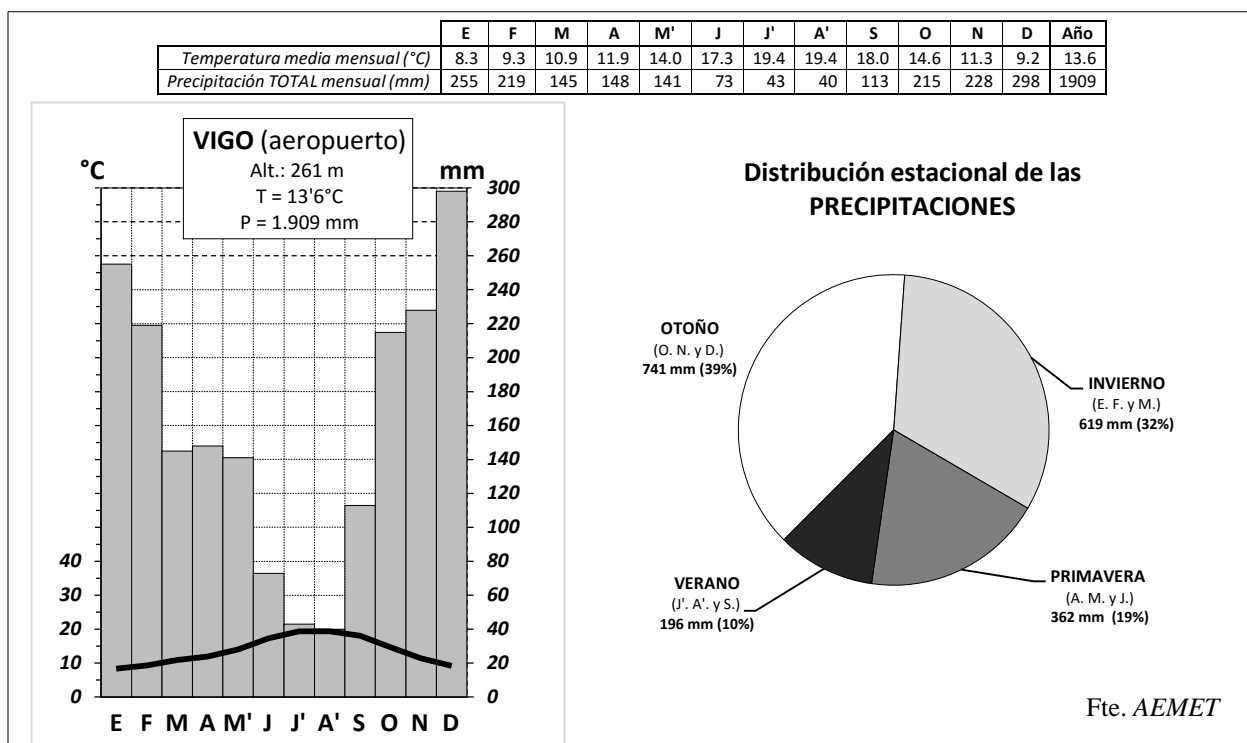 E F M A M' J J' A' S O N D Año
Temperatura media mensual (°C) 8.3 9.3 10.9 11.9 14.0 17.3 19.4 19.4 18.0 14.6 11.3 9.2 13.6
Precipitación TOTAL mensual (mm) 255 219 145 148 141 73 43 40 113 215 228 298 1909
VIGO (aeropuerto)
Alt.: 261 m
T = 13'6°C
P = 1.909 mm
°C
mm
300
280
260
240
220
200
180
160
140
120
100
40 80
30 60
20 40
10 20
0 0
E F M A M' J J' A' S O N D
Distribución estacional de las
PRECIPITACIONES
OTOÑO
(O. N. y D.)
741 mm (39%)
INVIERNO
(E. F. y M.)
619 mm (32%)
PRIMAVERA
(A. M. y J.)
362 mm (19%)
VERANO
(J'. A'. y S.)
196 mm (10%)
Fte. AEMET